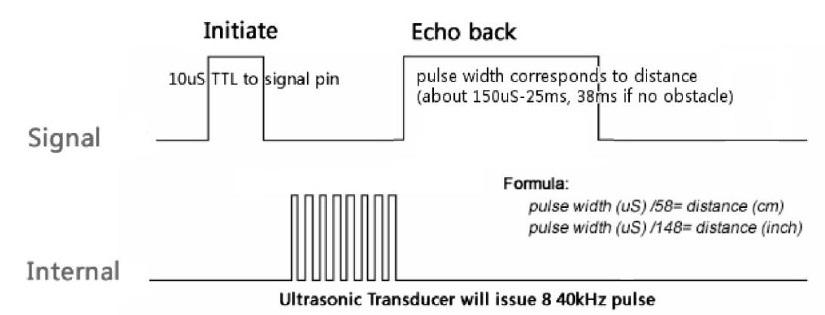 Initiate
Echo back
10uS TTL to signal pin
pulse width corresponds to distance
(about 150uS-25ms, 38ms if no obstacle)
Signal
Formula:
pulse width (uS) /58= distance (cm)
pulse width (uS) /148= distance (inch)
Internal
Ultrasonic Transducer will issue 8 40kHz pulse